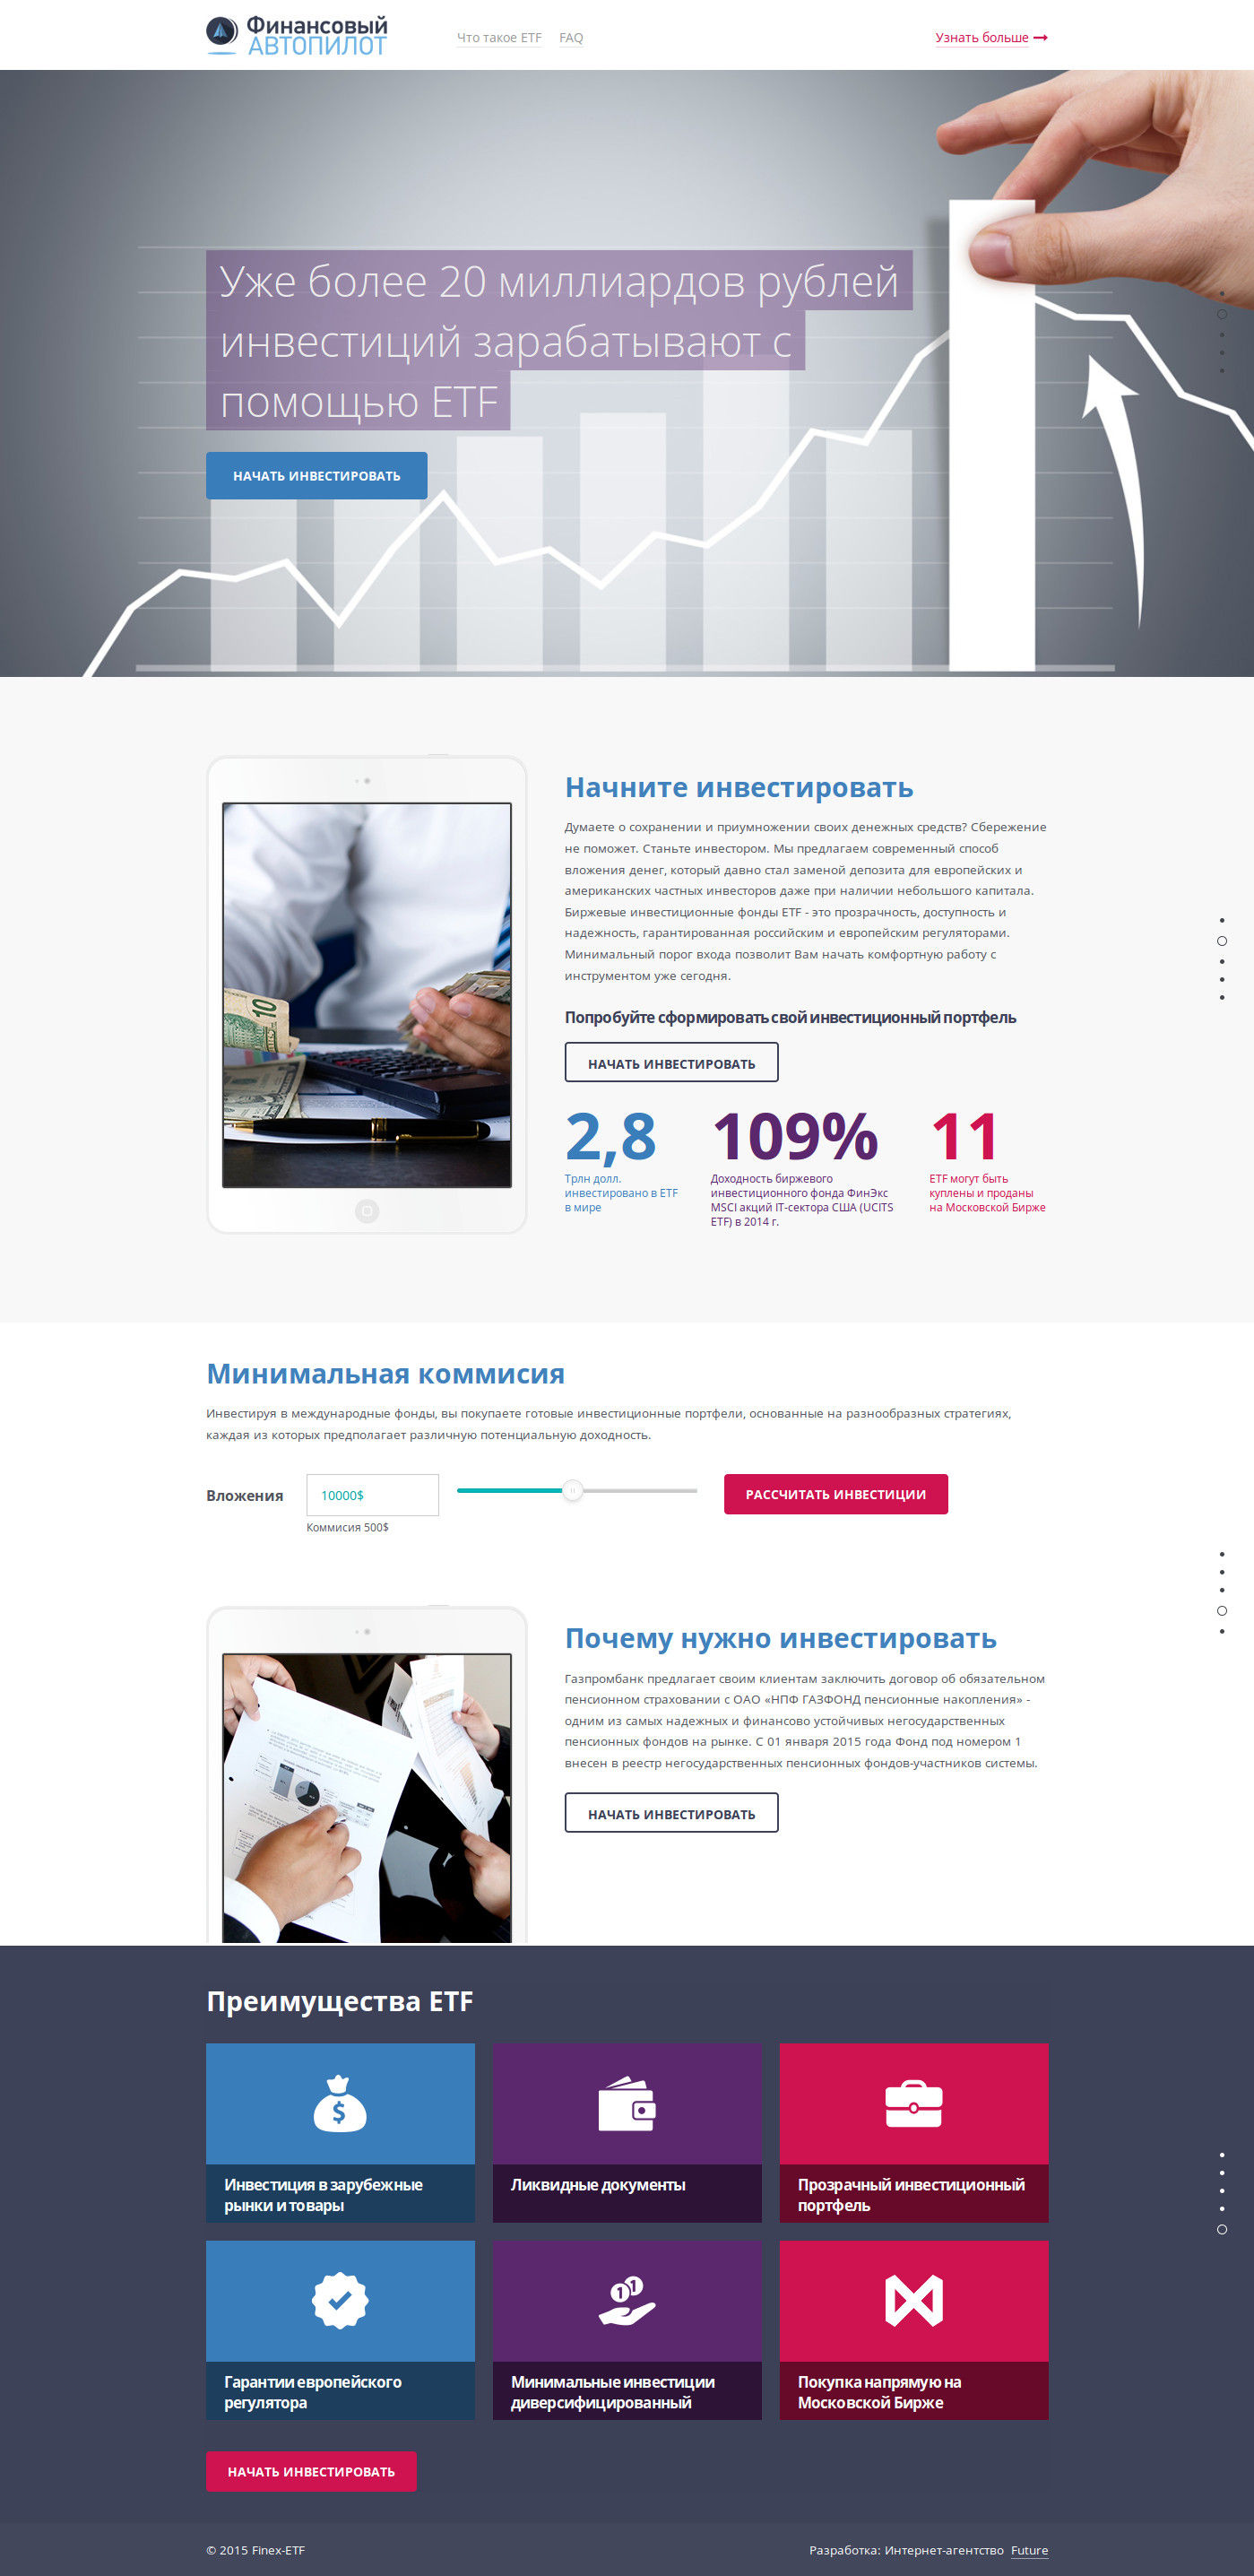 Финансовый
АВТОПИЛОТ
Что такое ETF
FAQ
Узнать больше
Уже более 20 миллиардов рублей
инвестиций зарабатывают с
помощью ETF
НАЧАТЬ ИНВЕСТИРОВАТЬ
Начните инвестировать
Думаете о сохранении и приумножении своих денежных средств? Сбережение
не поможет. Станьте инвестором. Мы предлагаем современный способ
вложения денег, который давно стал заменой депозита для европейских и
американских частных инвесторов даже при наличии небольшого капитала.
Биржевые инвестиционные фонды ETF - это прозрачность, доступность и
надежность, гарантированная российским и европейским регуляторами.
Минимальный порог входа позволит Вам начать комфортную работу с
инструментом уже сегодня.
Попробуйте сформировать свой инвестиционный портфель
НАЧАТЬ ИНВЕСТИРОВАТЬ
2,8
Трлн долл.
инвестировано в ETF
в мире
109%
Доходность биржевого
инвестиционного фонда ФинЭкс
MSCI акций IT-сектора США (UCITS
ETF) в 2014 г.
11
ETF могут быть
куплены и проданы
на Московской Бирже
10
Минимальная коммисия
Инвестируя в международные фонды, вы покупаете готовые инвестиционные портфели, основанные на разнообразных стратегиях,
каждая из которых предполагает различную потенциальную доходность.
Вложения
10000$
Коммисия 500$
РАССЧИТАТЬ ИНВЕСТИЦИИ
Почему нужно инвестировать
Газпромбанк предлагает своим клиентам заключить договор об обязательном
пенсионном страховании с ОАО «НПФ ГАЗФОНД пенсионные накопления» -
одним из самых надежных и финансово устойчивых негосударственных
пенсионных фондов на рынке. С 01 января 2015 года Фонд под номером 1
внесен в реестр негосударственных пенсионных фондов-участников системы.
НАЧАТЬ ИНВЕСТИРОВАТЬ
Преимущества ETF
$
Инвестиция в зарубежные
рынки и товары
Ликвидные документы
Прозрачный инвестиционный
портфель
Гарантии европейского
регулятора
1 1
Минимальные инвестиции
диверсифицированный
Покупка напрямую на
Московской Бирже
НАЧАТЬ ИНВЕСТИРОВАТЬ
© 2015 Finex-ETF
Разработка: Интернет-агентство Future